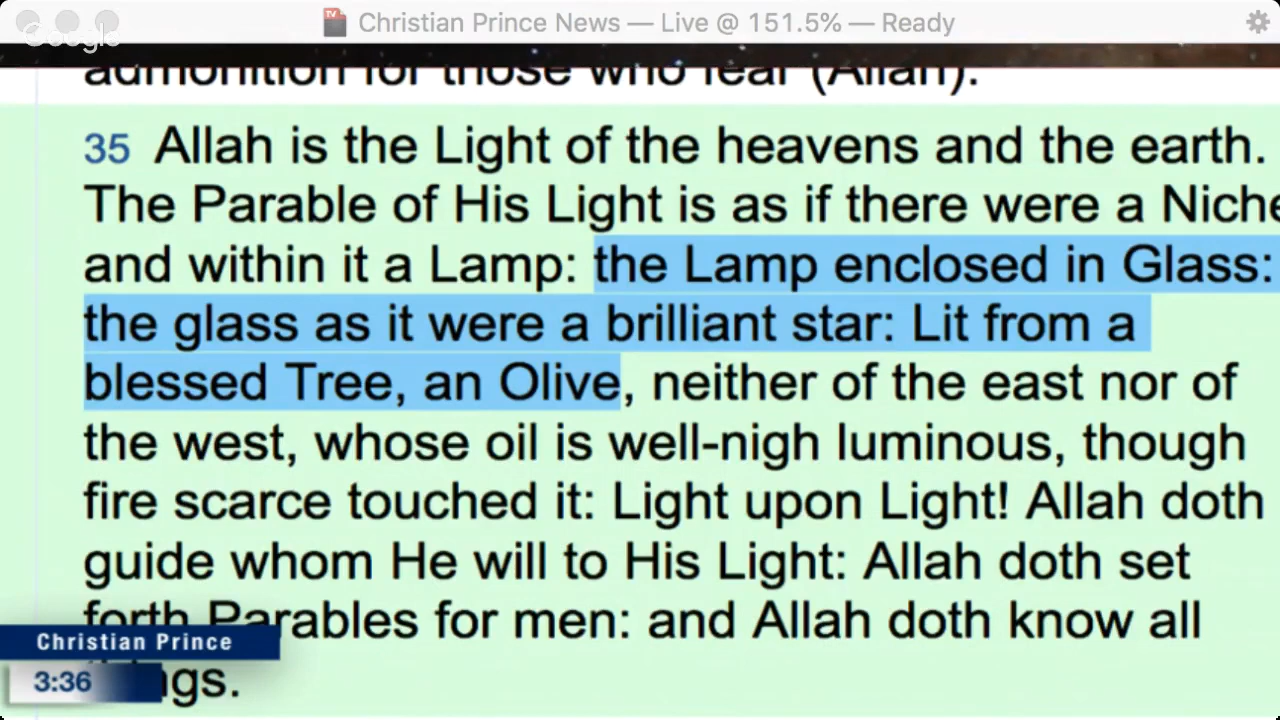 Christian Prince News — Live @ 151.5% — Ready
Google
admonition for those who fear (Allah).
35 Allah is the Light of the heavens and the earth.
The Parable of His Light is as if there were a Niche
and within it a Lamp: the Lamp enclosed in Glass:
the glass as it were a brilliant star: Lit from a
blessed Tree, an Olive, neither of the east nor of
the west, whose oil is well-nigh luminous, though
fire scarce touched it: Light upon Light! Allah doth
guide whom He will to His Light: Allah doth set
forth Parables for men: and Allah doth know all
things.
Christian Prince
3:36